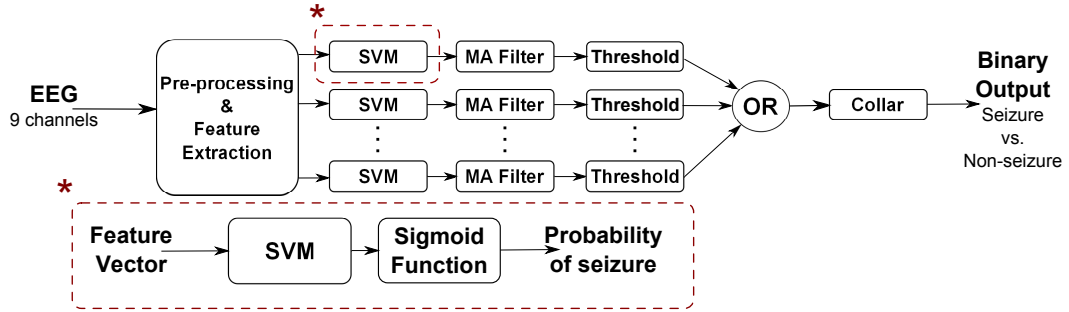 *
EEG
9 channels
Pre-processing
&
Feature
Extraction
SVM
MA Filter
Threshold
SVM
MA Filter
Threshold
SVM
MA Filter
Threshold
OR
Collar
Binary
Output
Seizure
vs.
Non-seizure
*
Feature
Vector
SVM
Sigmoid
Function
Probability
of seizure